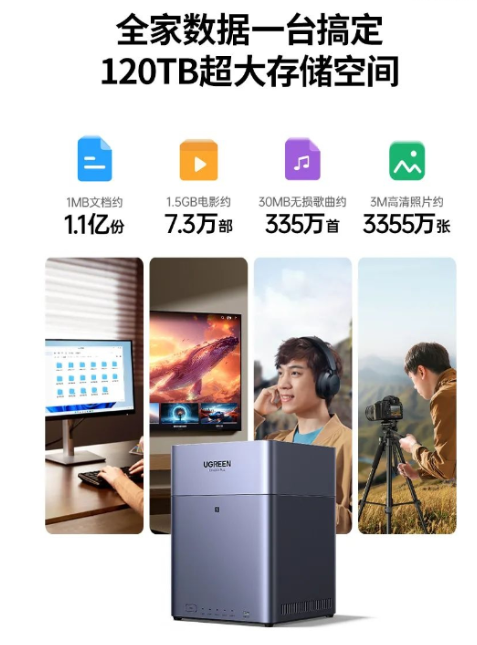 全家数据一台搞定
120TB超大存储空间
1MB文档约
1.1亿份
1.5GB电影约
7.3万部
30MB无损歌曲约
335万首
3M高清照片约
3355万张
UGREEN